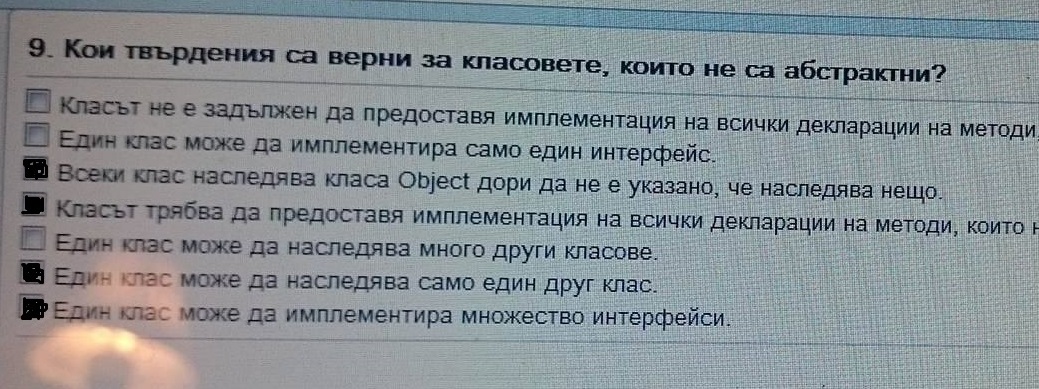 9. Кои твърдения са верни за класовете, които не са абстрактни?
Класът не е задължен да предоставя имплементация на всички декларации на методи,
Един клас може да имплементира само един интерфейс.
Всеки клас наследява класа Object дори да не е указано, че наследява нещо.
Класът трябва да предоставя имплементация на всички декларации на методи, които
Един клас може да наследява много други класове.
Един клас може да наследява само един друг клас.
Един клас може да имплементира множество интерфейси.